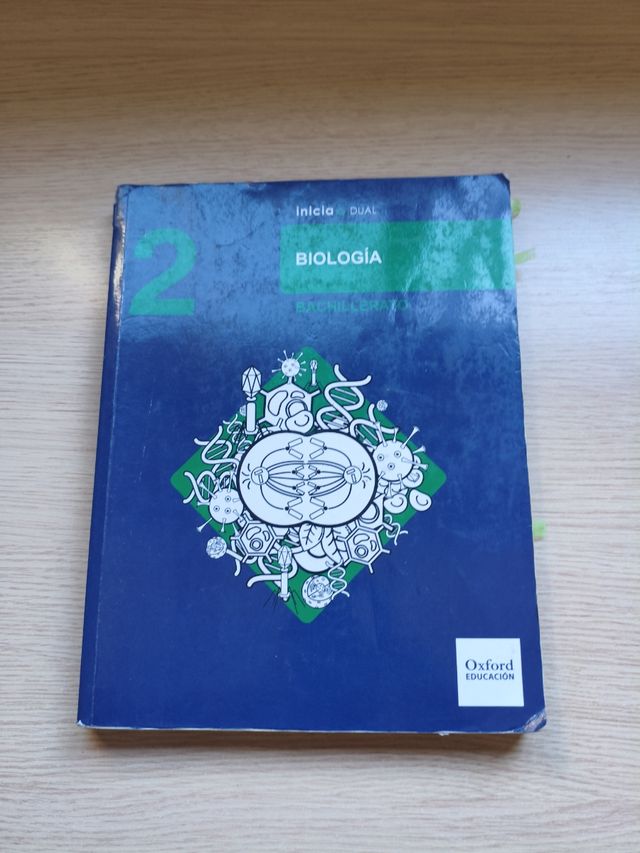 inicia DUAL
2
BIOLOGÍA
BACHILLERATO
Oxford
EDUCACIÓN